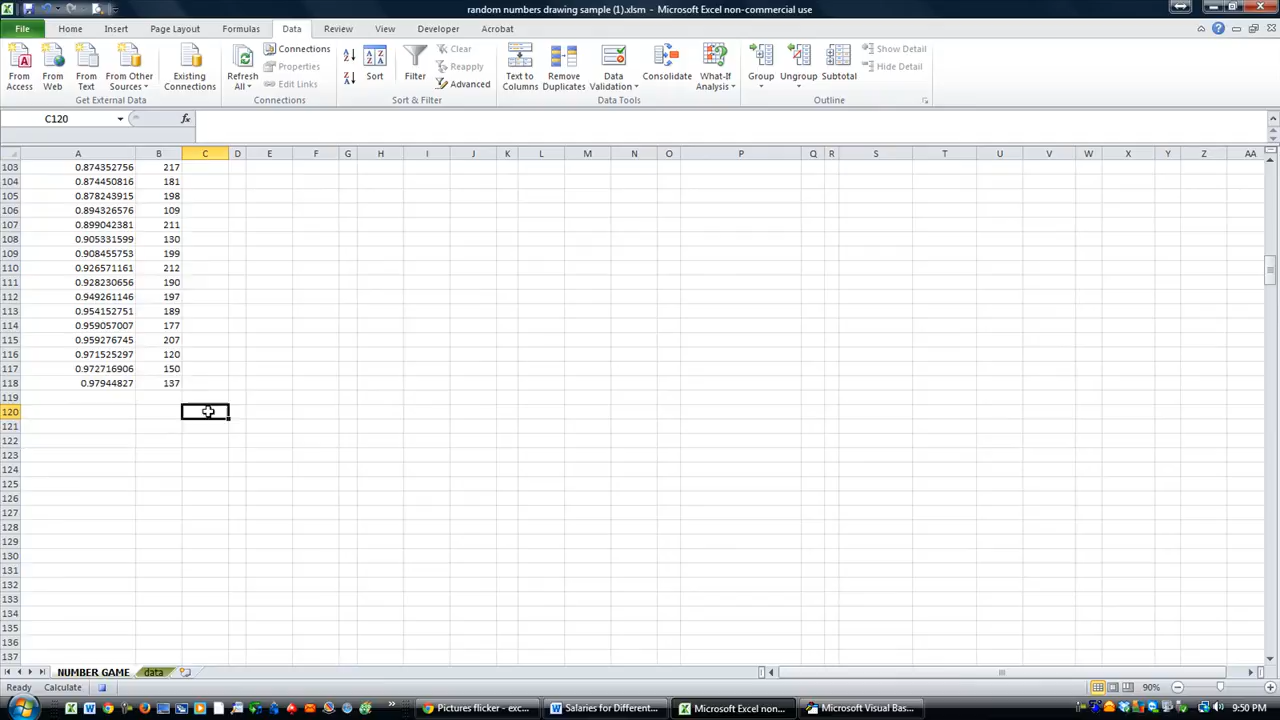 random numbers drawing sample (1).xlsm - Microsoft Excel non-commercial use
File Home Insert Page Layout Formulas Data Review View Developer Acrobat
From Access
From Web
From Text
From Other Sources
Get External Data
Existing Connections
Refresh All
Connections
Properties
Edit Links
Connections
Sort
Filter
Clear
Reapply
Advanced
Sort & Filter
Text to Columns
Remove Duplicates
Data Validation
Consolidate
What-If Analysis
Data Tools
Group
Ungroup
Subtotal
Show Detail
Hide Detail
Outline
C120 fx
A B C D E F G H I J K L M N O P Q R S T U V W X Y Z AA
103 0.874352756 217
104 0.874450816 181
105 0.878243915 198
106 0.894326576 109
107 0.899042381 211
108 0.905331599 130
109 0.908455753 199
110 0.926571161 212
111 0.928230656 190
112 0.949261146 197
113 0.954152751 189
114 0.959057007 177
115 0.959276745 207
116 0.971525297 120
117 0.972716906 150
118 0.97944827 137
119
120
121
122
123
124
125
126
127
128
129
130
131
132
133
134
135
136
137
NUMBER GAME data
Ready Calculate 90%
Pictures flicker - exc... Salaries for Different... Microsoft Excel non... Microsoft Visual Bas... 9:50 PM